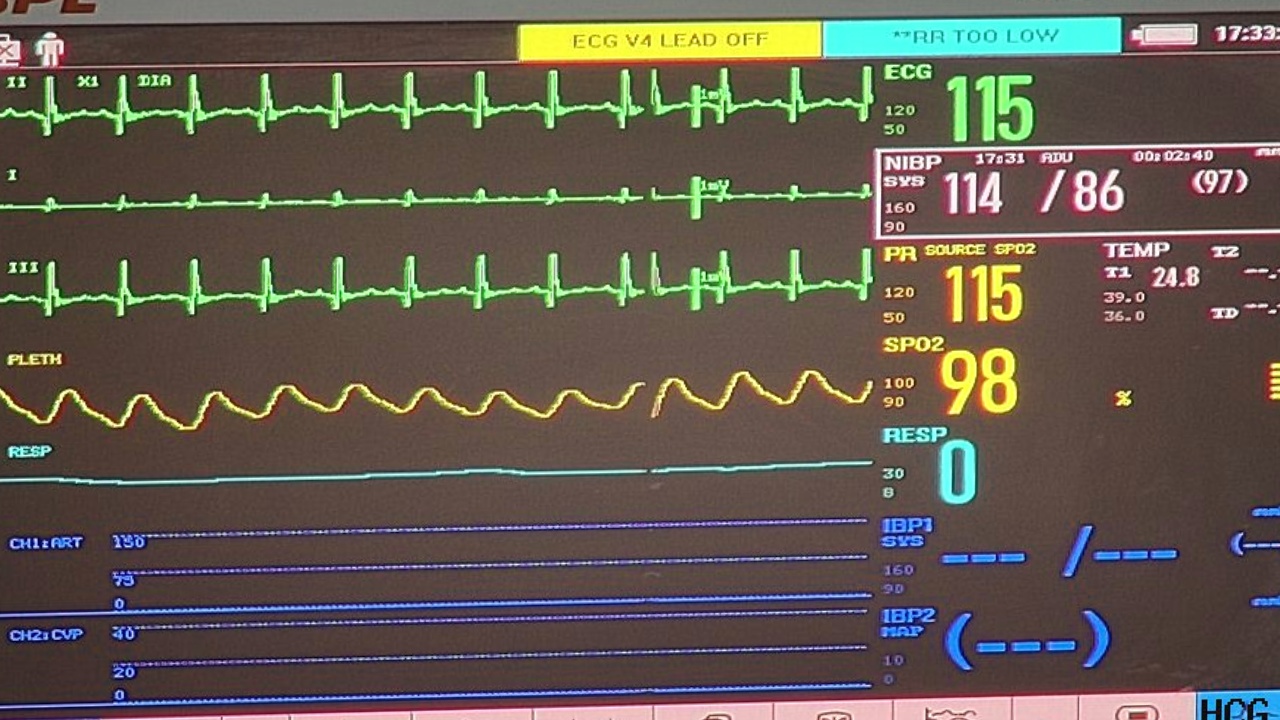 ECG V4 LEAD OFF
**RR TOO LOW
17:33:
II X1 DIA
1mV
ECG
120
50
115
I
1mV
NIBP 17:31 ADU 00:02:40
SYS
160
90
114 / 86 (97)
III
1mV
PR SOURCE SPO2
120
50
115
TEMP T2
T1 24.8 --.
39.0
36.0 TD --.
PLETH
SPO2
100
90
98 %
RESP
RESP
30
8
0
CH1:ART 150
75
0
IBP1
SYS
160
90
--- / ---
(--
CH2:CVP 40
20
0
IBP2
MAP
10
0
(---)
HCG